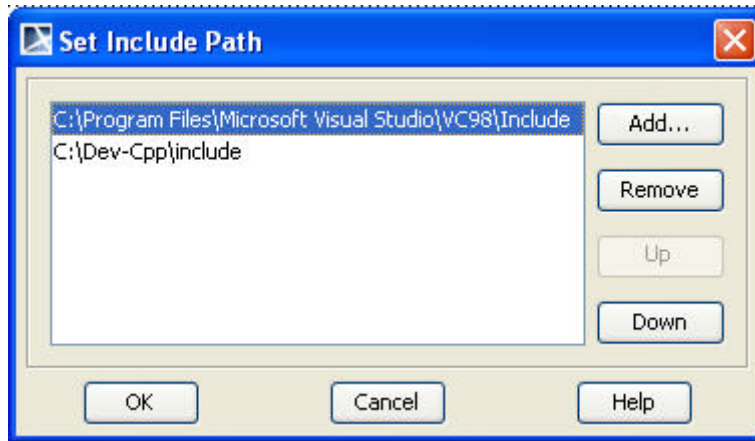 Set Include Path
C:\Program Files\Microsoft Visual Studio\VC98\Include
C:\Dev-Cpp\include
Add...
Remove
Up
Down
OK
Cancel
Help